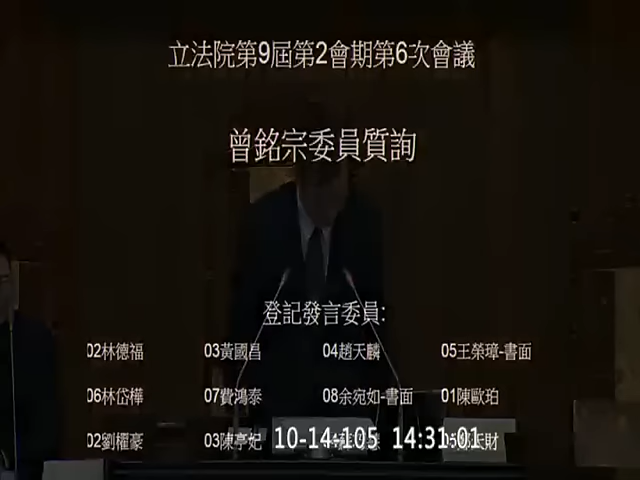 立法院第9屆第2會期第6次會議
曾銘宗委員質詢
登記發言委員:
02林德福 03黃國昌 04趙天麟 05王榮璋-書面
06林岱樺 07費鴻泰 08余宛如-書面 01陳歐珀
02劉櫂豪 03陳亭妃 10-14-105 14:31:01